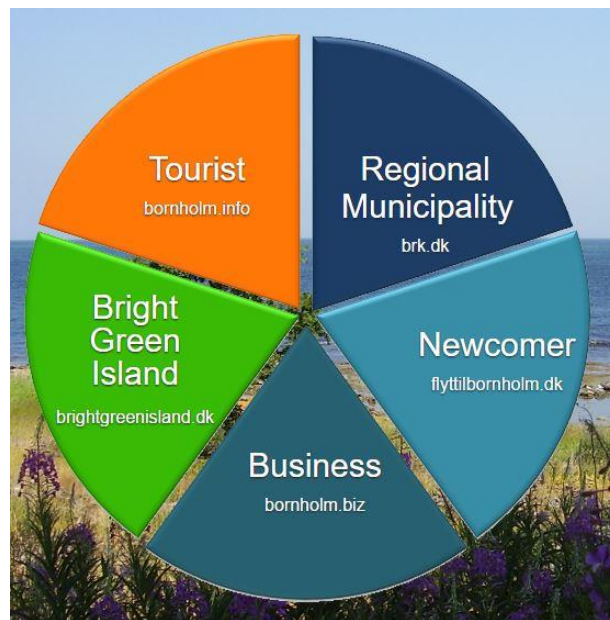 Tourist
bornholm.info
Regional
Municipality
brk.dk
Newcomer
flyttilbornholm.dk
Business
bornholm.biz
Bright
Green
Island
brightgreenisland.dk